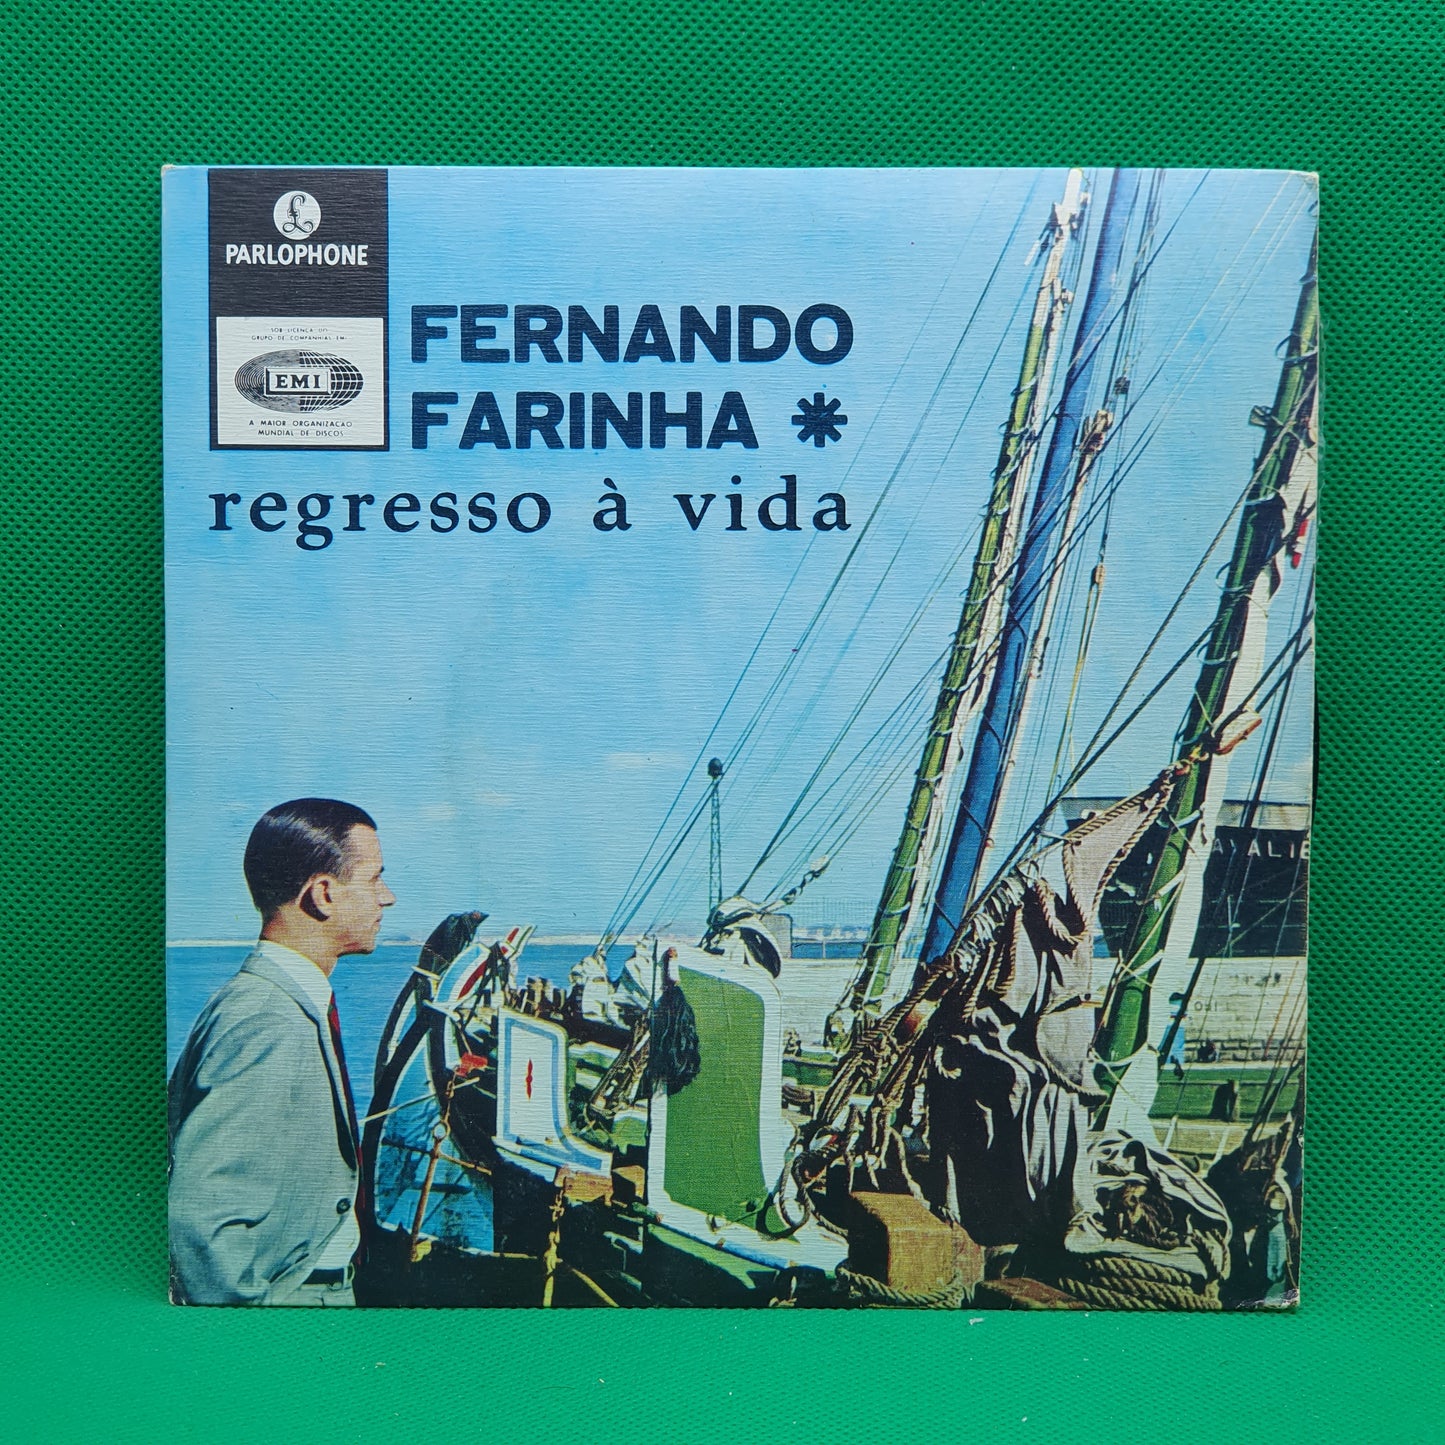 £
PARLOPHONE
SOB LICENÇA DO
GRUPO DE COMPANHIAS EMI
EMI
A MAIOR ORGANIZAÇÃO
MUNDIAL DE DISCOS
FERNANDO
FARINHA *
regresso à vida